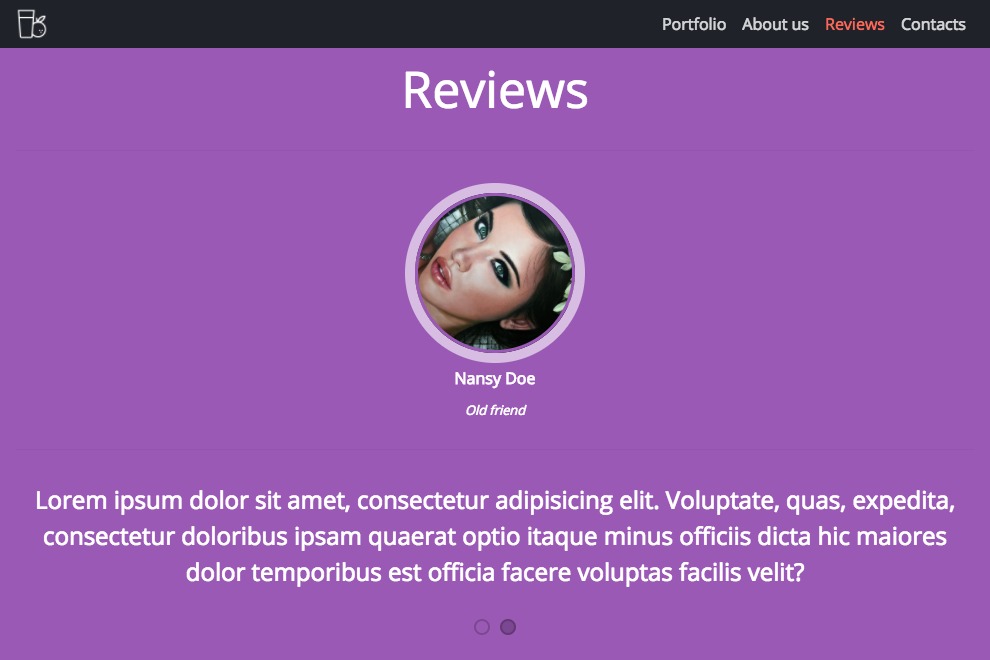 Portfolio About us Reviews Contacts
Reviews
Nansy Doe
Old friend
Lorem ipsum dolor sit amet, consectetur adipisicing elit. Voluptate, quas, expedita,
consectetur doloribus ipsam quaerat optio itaque minus officiis dicta hic maiores
dolor temporibus est officia facere voluptas facilis velit?